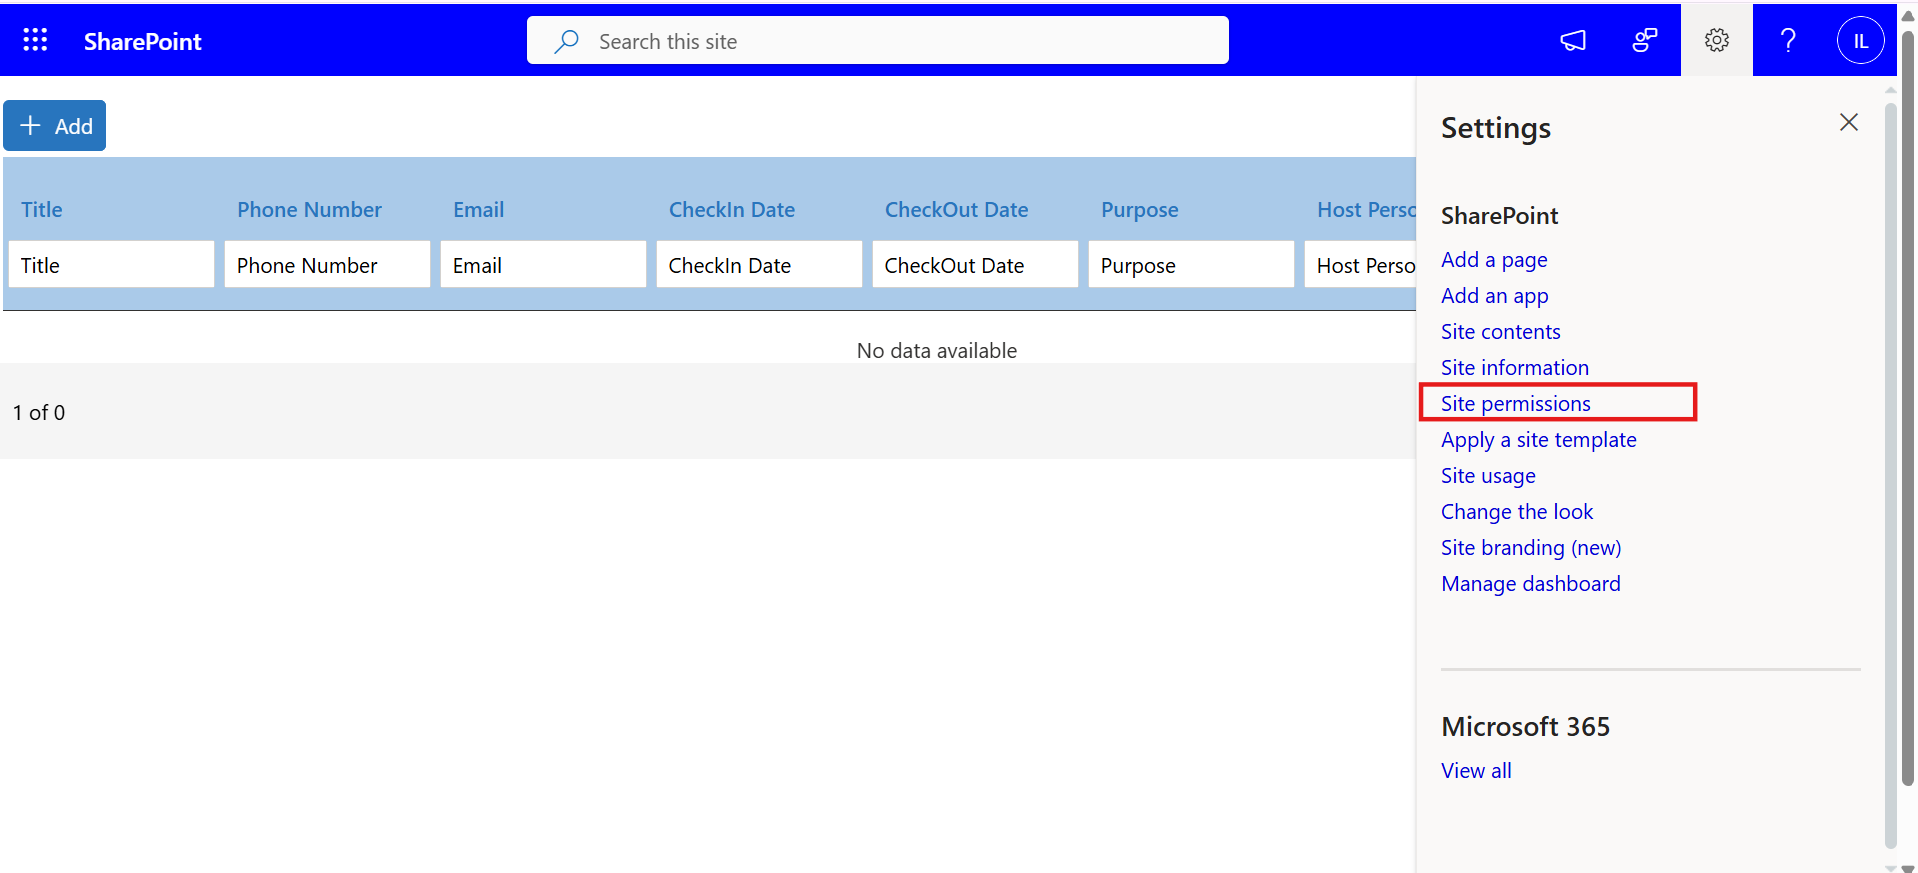 SharePoint
Search this site
IL
Add
Title Phone Number Email CheckIn Date CheckOut Date Purpose Host Perso
Title Phone Number Email CheckIn Date CheckOut Date Purpose Host Perso
No data available
1 of 0
Settings
SharePoint
Add a page
Add an app
Site contents
Site information
Site permissions
Apply a site template
Site usage
Change the look
Site branding (new)
Manage dashboard
Microsoft 365
View all